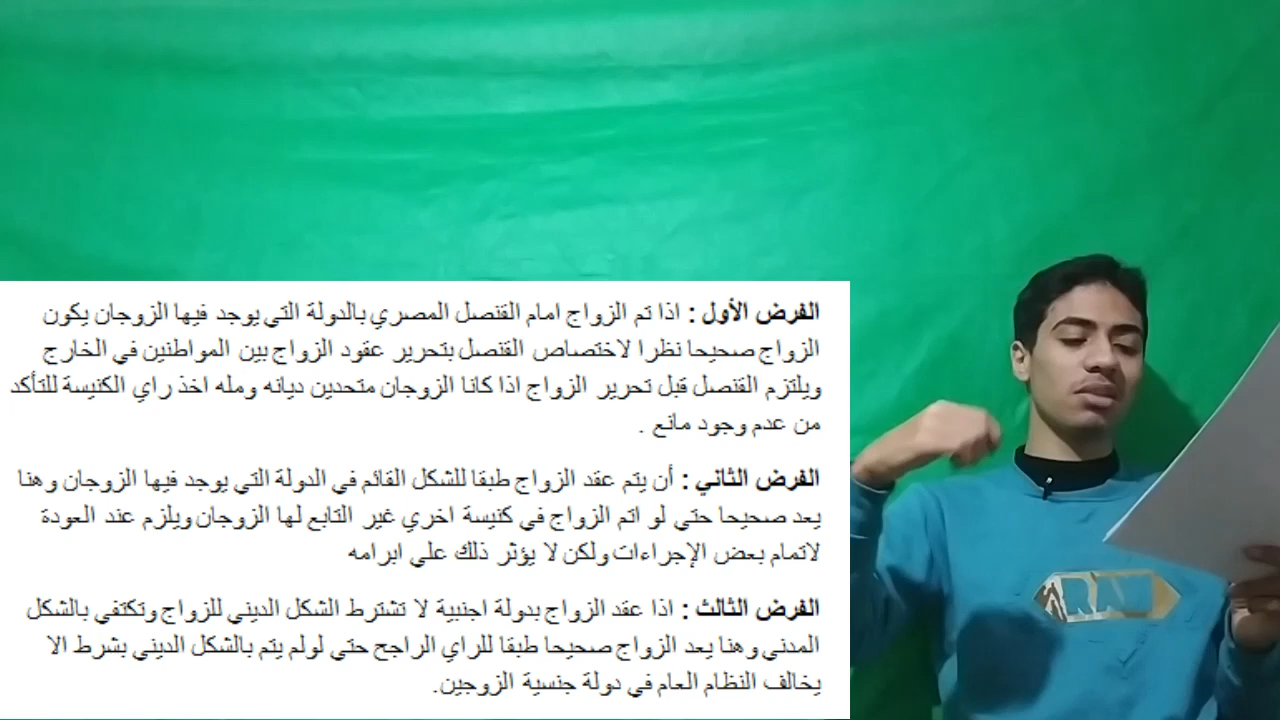 الفرض الأول : اذا تم الزواج امام القنصل المصري بالدولة التي يوجد فيها الزوجان يكون
الزواج صحيحا نظرا لاختصاص القنصل بتحرير عقود الزواج بين المواطنين في الخارج
ويلتزم القنصل قبل تحرير الزواج اذا كانا الزوجان متحدين ديانه ومله اخذ راي الكنيسة للتأكد
من عدم وجود مانع .
الفرض الثاني : أن يتم عقد الزواج طبقا للشكل القائم في الدولة التي يوجد فيها الزوجان وهنا
يعد صحيحا حتي لو اتم الزواج في كنيسة اخري غير التابع لها الزوجان ويلزم عند العودة
لاتمام بعض الإجراءات ولكن لا يؤثر ذلك علي ابرامه
الفرض الثالث : اذا عقد الزواج بدولة اجنبية لا تشترط الشكل الديني للزواج وتكتفي بالشكل
المدني وهنا يعد الزواج صحيحا طبقا للراي الراجح حتي لولم يتم بالشكل الديني بشرط الا
يخالف النظام العام في دولة جنسية الزوجين.